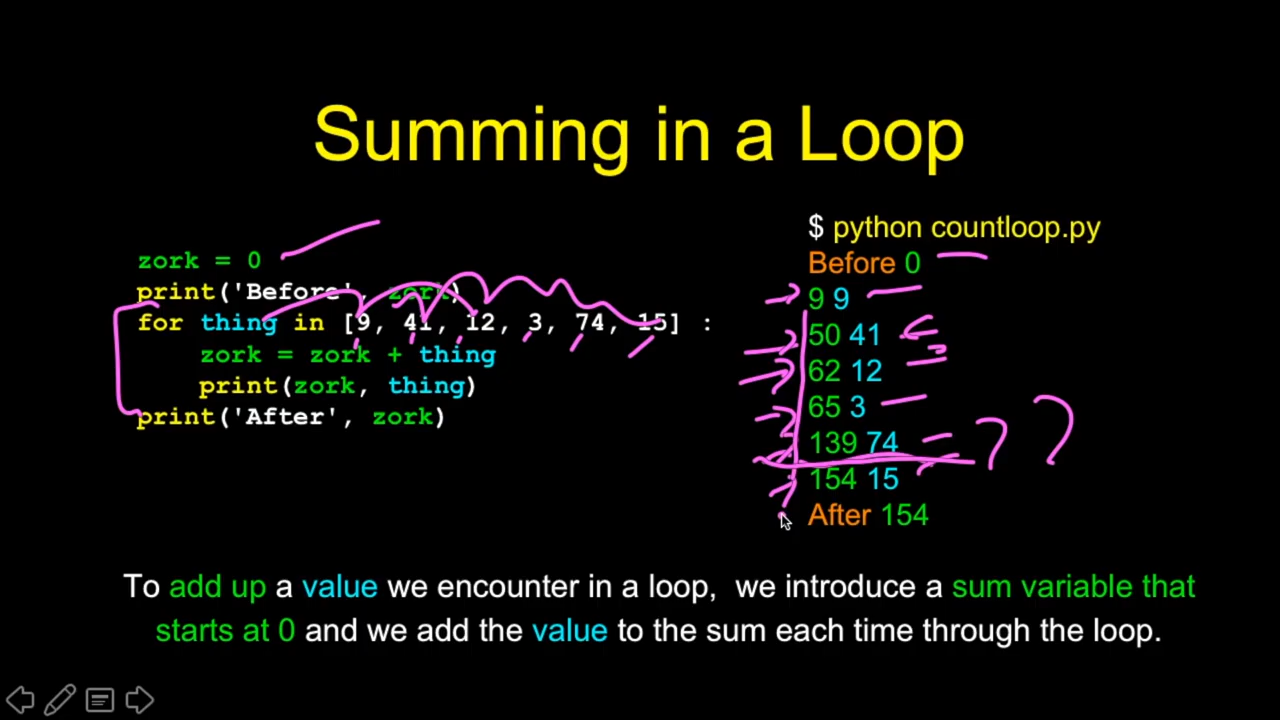 Summing in a Loop
zork = 0
print('Before', zork)
for thing in [9, 41, 12, 3, 74, 15] :
    zork = zork + thing
    print(zork, thing)
print('After', zork)
$ python countloop.py
Before 0
9 9
50 41
62 12
65 3
139 74
154 15
After 154
? ?
To add up a value we encounter in a loop,  we introduce a sum variable that
starts at 0 and we add the value to the sum each time through the loop.